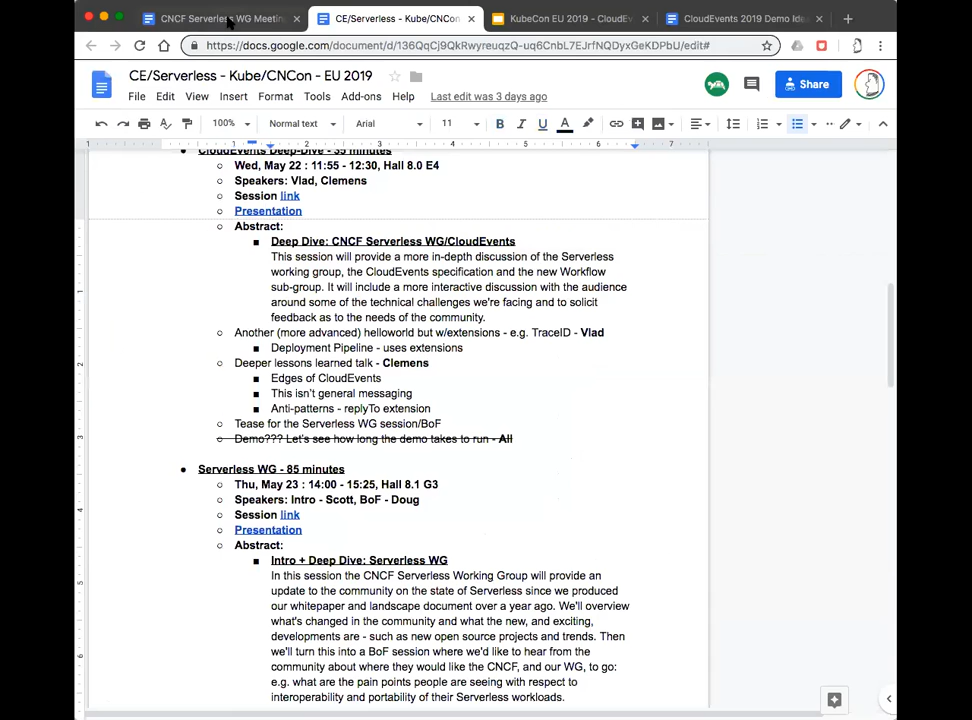 CNCF Serverless WG Meetin
CE/Serverless - Kube/CNCon
KubeCon EU 2019 - CloudEv
CloudEvents 2019 Demo Ide
https://docs.google.com/document/d/136QqCj9QkRwyreuqzQ-uq6CnbL7EJrfNQDyxGeKDPbU/edit#
CE/Serverless - Kube/CNCon - EU 2019
File Edit View Insert Format Tools Add-ons Help Last edit was 3 days ago
Share
100% Normal text Arial 11 B I U A
1 1 2 3 4 5 6 7
CloudEvents Deep-Dive - 35 minutes
Wed, May 22 : 11:55 - 12:30, Hall 8.0 E4
Speakers: Vlad, Clemens
Session link
Presentation
Abstract:
Deep Dive: CNCF Serverless WG/CloudEvents
This session will provide a more in-depth discussion of the Serverless
working group, the CloudEvents specification and the new Workflow
sub-group. It will include a more interactive discussion with the audience
around some of the technical challenges we're facing and to solicit
feedback as to the needs of the community.
Another (more advanced) helloworld but w/extensions - e.g. TraceID - Vlad
Deployment Pipeline - uses extensions
Deeper lessons learned talk - Clemens
Edges of CloudEvents
This isn't general messaging
Anti-patterns - replyTo extension
Tease for the Serverless WG session/BoF
Demo??? Let's see how long the demo takes to run - All
Serverless WG - 85 minutes
Thu, May 23 : 14:00 - 15:25, Hall 8.1 G3
Speakers: Intro - Scott, BoF - Doug
Session link
Presentation
Abstract:
Intro + Deep Dive: Serverless WG
In this session the CNCF Serverless Working Group will provide an
update to the community on the state of Serverless since we produced
our whitepaper and landscape document over a year ago. We'll overview
what's changed in the community and what the new, and exciting,
developments are - such as new open source projects and trends. Then
we'll turn this into a BoF session where we'd like to hear from the
community about where they would like the CNCF, and our WG, to go:
e.g. what are the pain points people are seeing with respect to
interoperability and portability of their Serverless workloads.